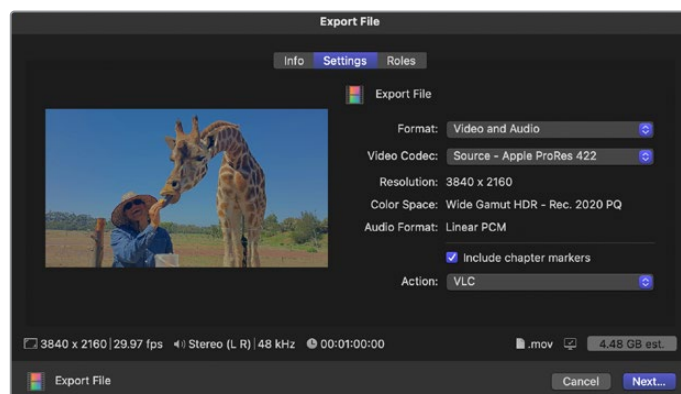 Export File
Info Settings Roles
Export File
Format: Video and Audio
Video Codec: Source - Apple ProRes 422
Resolution: 3840 x 2160
Color Space: Wide Gamut HDR - Rec. 2020 PQ
Audio Format: Linear PCM
Include chapter markers
Action: VLC
3840 x 2160 | 29.97 fps Stereo (L R) | 48 kHz 00:01:00:00 .mov 4.48 GB est.
Export File Cancel Next...